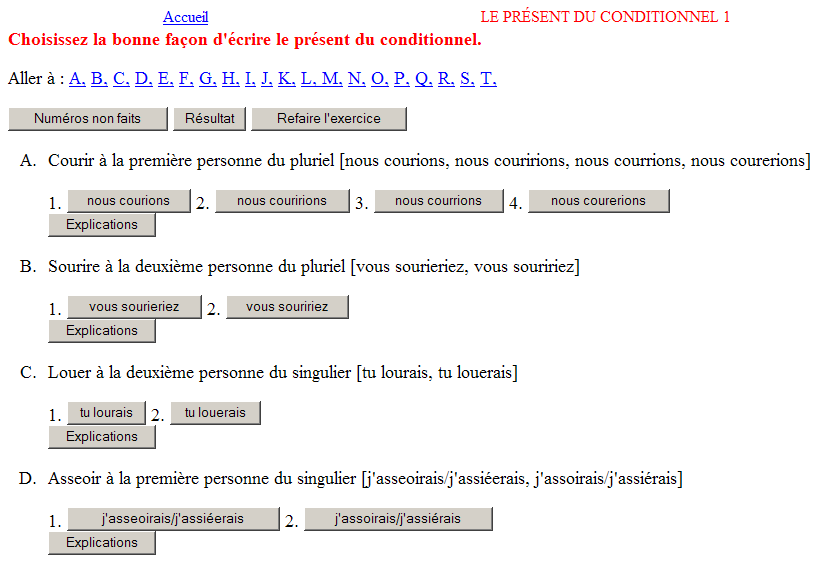 Accueil LE PRÉSENT DU CONDITIONNEL 1
Choisissez la bonne façon d'écrire le présent du conditionnel.
Aller à : A, B, C, D, E, F, G, H, I, J, K, L, M, N, O, P, Q, R, S, T,
Numéros non faits Résultat Refaire l'exercice
A. Courir à la première personne du pluriel [nous courions, nous couririons, nous courrions, nous courerions]
1. nous courions 2. nous couririons 3. nous courrions 4. nous courerions
Explications
B. Sourire à la deuxième personne du pluriel [vous sourieriez, vous souririez]
1. vous sourieriez 2. vous souririez
Explications
C. Louer à la deuxième personne du singulier [tu lourais, tu louerais]
1. tu lourais 2. tu louerais
Explications
D. Asseoir à la première personne du singulier [j'asseoirais/j'assiéerais, j'assoirais/j'assiérais]
1. j'asseoirais/j'assiéerais 2. j'assoirais/j'assiérais
Explications